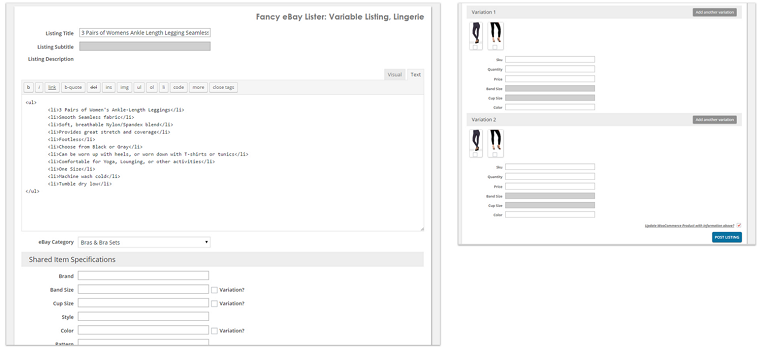 Fancy eBay Lister: Variable Listing, Lingerie
Listing Title 3 Pairs of Womens Ankle Length Legging Seamless
Listing Subtitle
Listing Description
Visual Text
b i link b-quote del ins img ul ol li code more close tags
<ul>
<li>3 Pairs of Women's Ankle-Length Leggings</li>
<li>Smooth Seamless fabric</li>
<li>Soft, breathable Nylon/Spandex blend</li>
<li>Provides great stretch and coverage</li>
<li>Footless</li>
<li>Choose from Black or Gray</li>
<li>Can be worn up with heels, or worn down with T-shirts or tunics</li>
<li>Comfortable for Yoga, Lounging, or other activities</li>
<li>One Size</li>
<li>Machine wash cold</li>
<li>Tumble dry low</li>
</ul>
eBay Category Bras & Bra Sets
Shared Item Specifications
Brand
Band Size Variation?
Cup Size Variation?
Style
Color Variation?
Pattern
Variation 1 Add another variation
Sku
Quantity
Price
Band Size
Cup Size
Color
Variation 2 Add another variation
Sku
Quantity
Price
Band Size
Cup Size
Color
Update WooCommerce Product with information above?
POST LISTING